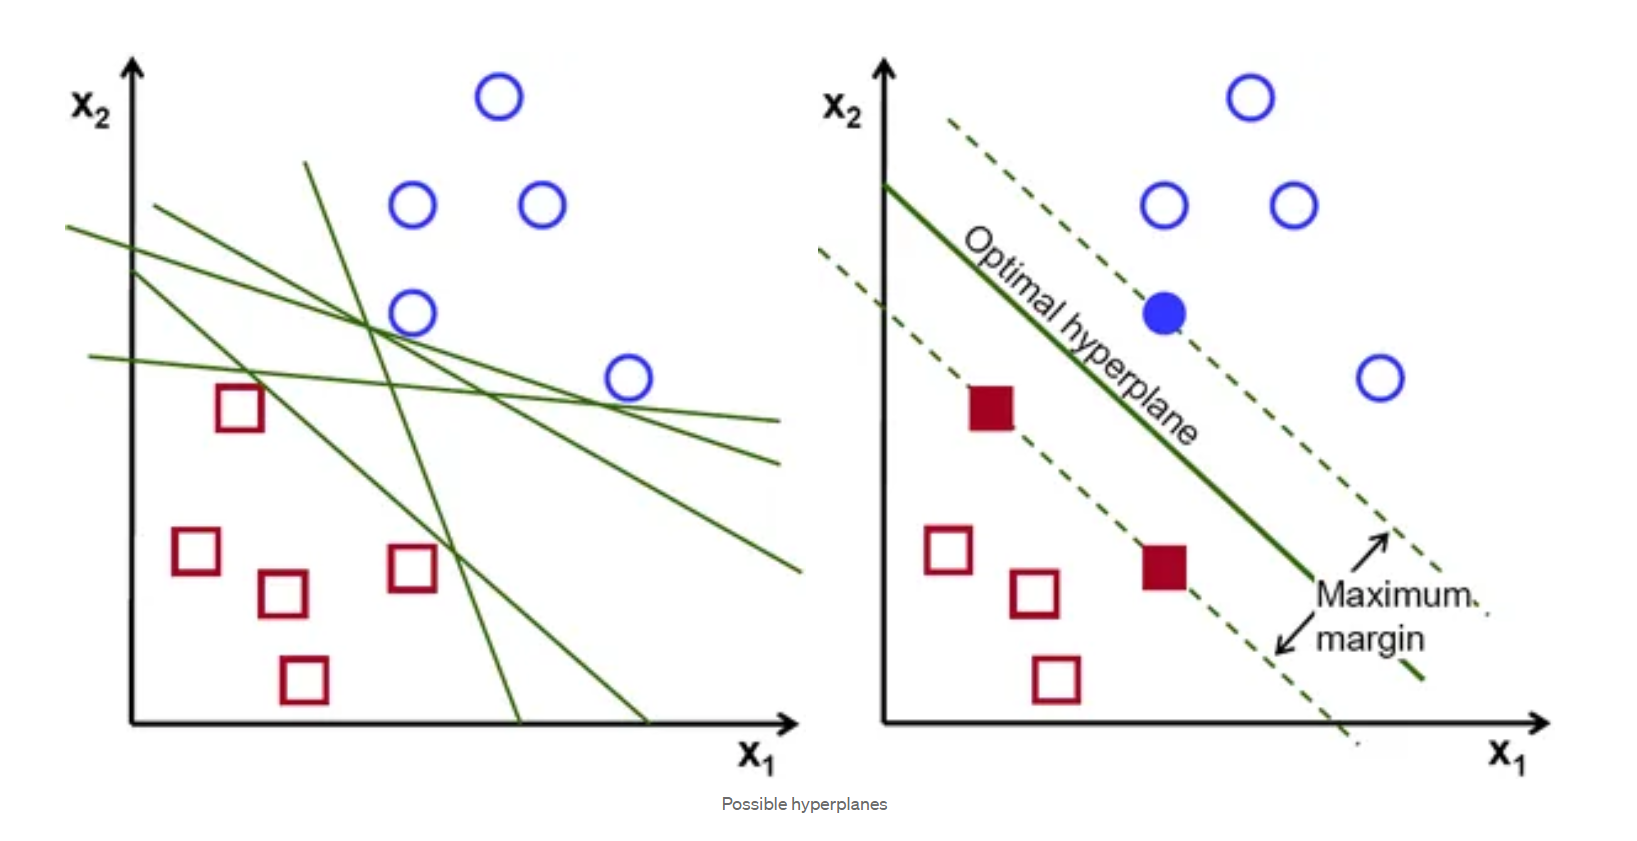 x₂
x₁
x₂
Optimal hyperplane
Maximum
margin
x₁
Possible hyperplanes